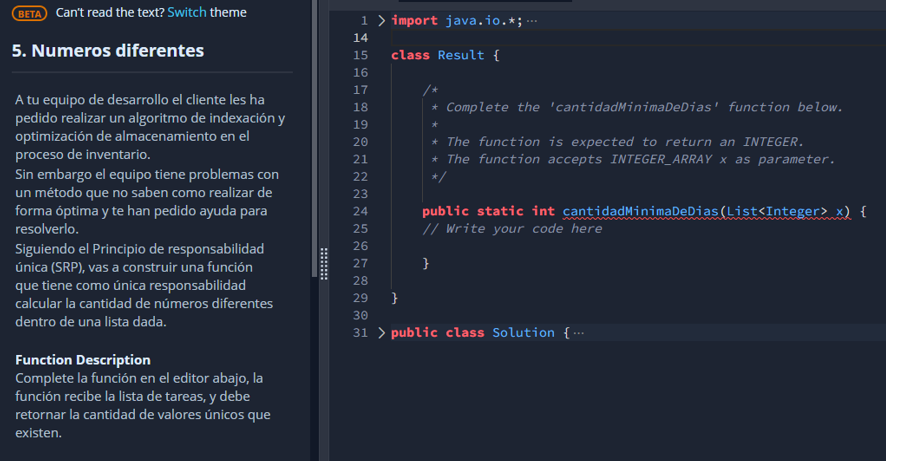 BETA Can't read the text? Switch theme
5. Numeros diferentes
A tu equipo de desarrollo el cliente les ha
pedido realizar un algoritmo de indexación y
optimización de almacenamiento en el
proceso de inventario.
Sin embargo el equipo tiene problemas con
un método que no saben como realizar de
forma óptima y te han pedido ayuda para
resolverlo.
Siguiendo el Principio de responsabilidad
única (SRP), vas a construir una función
que tiene como única responsabilidad
calcular la cantidad de números diferentes
dentro de una lista dada.
Function Description
Complete la función en el editor abajo, la
función recibe la lista de tareas, y debe
retornar la cantidad de valores únicos que
existen.
1 > import java.io.*; ⋯
14
15 class Result {
16
17 /*
18 * Complete the 'cantidadMinimaDeDias' function below.
19 *
20 * The function is expected to return an INTEGER.
21 * The function accepts INTEGER_ARRAY x as parameter.
22 */
23
24 public static int cantidadMinimaDeDias(List<Integer> x) {
25 // Write your code here
26
27 }
28
29 }
30
31 > public class Solution { ⋯